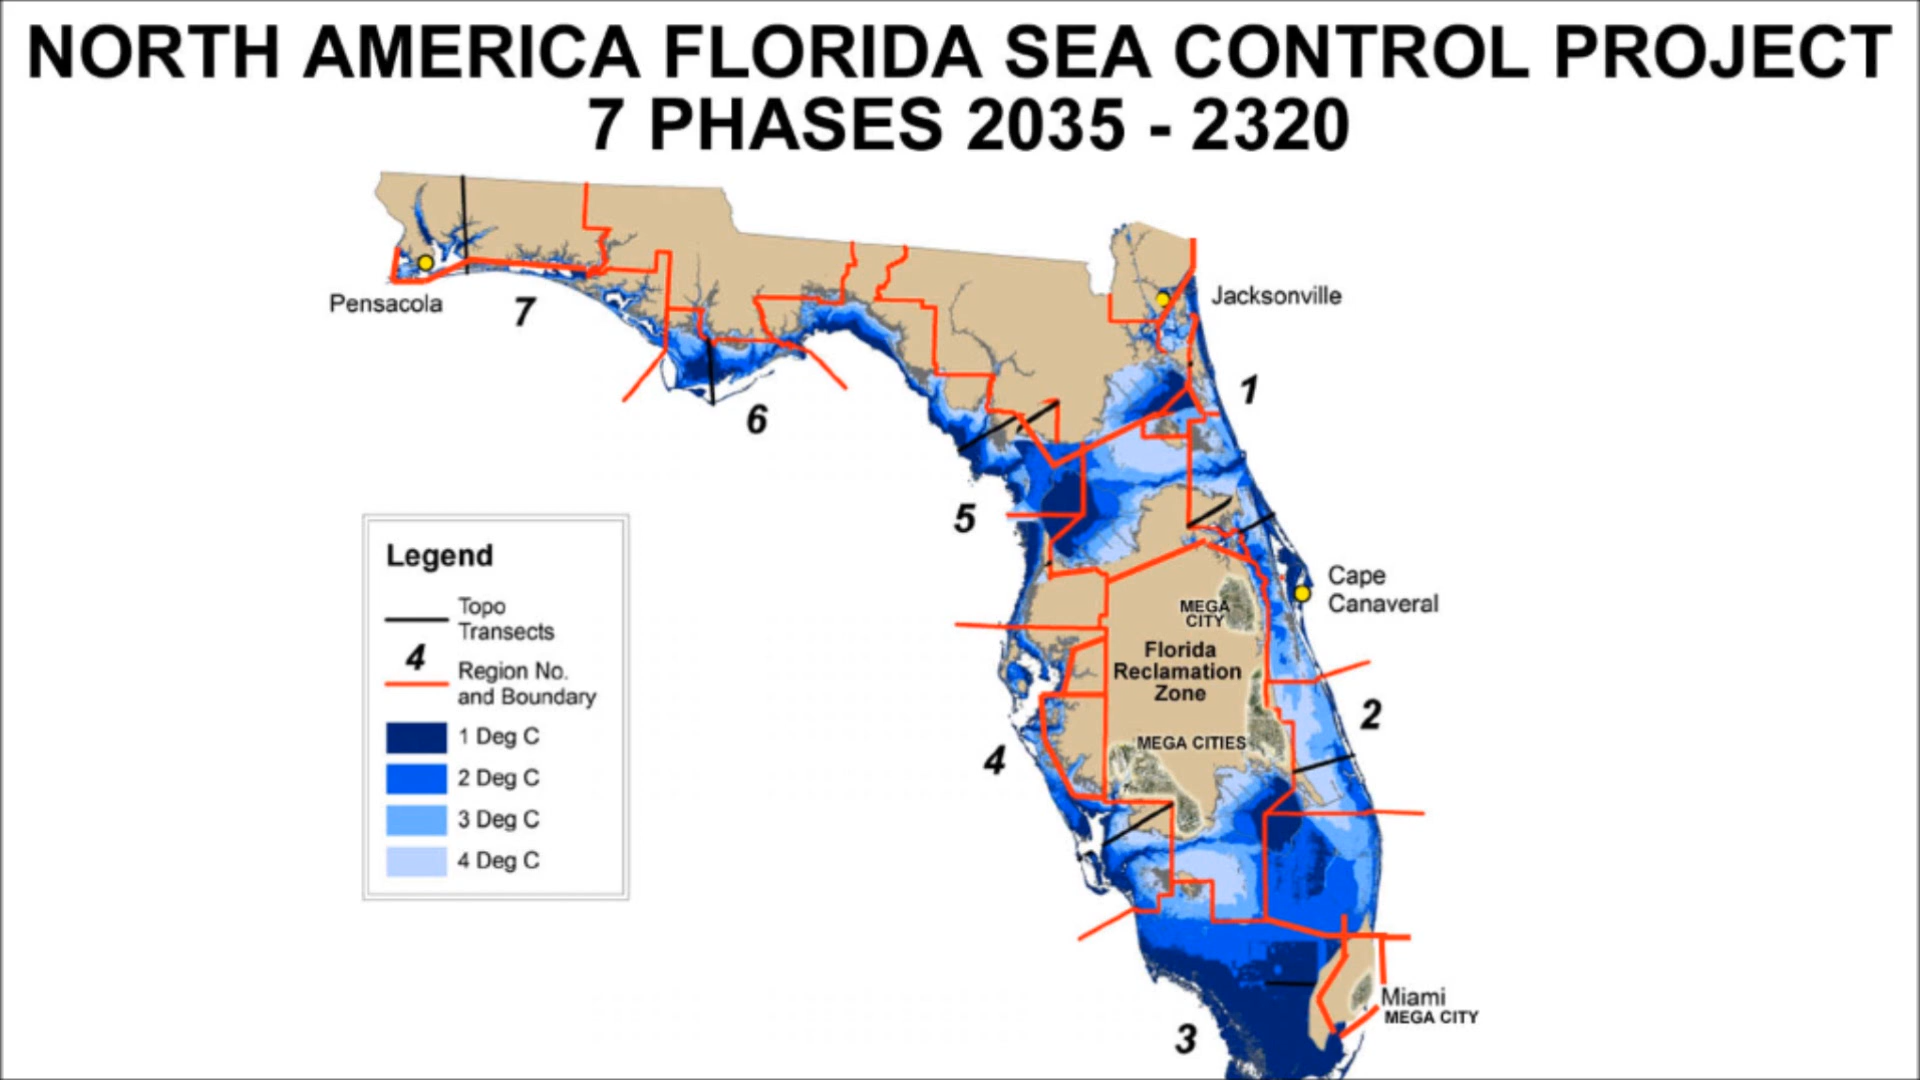 NORTH AMERICA FLORIDA SEA CONTROL PROJECT
7 PHASES 2035 - 2320
Pensacola
7
Jacksonville
1
6
5
Cape
Canaveral
MEGA
CITY
Florida
Reclamation
Zone
2
MEGA CITIES
4
Miami
MEGA CITY
3
Legend
Topo
Transects
4
Region No.
and Boundary
1 Deg C
2 Deg C
3 Deg C
4 Deg C